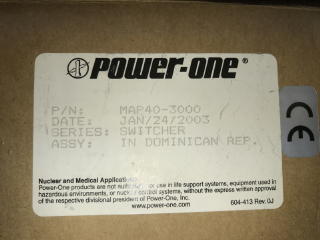 POWER-ONE®
P/N: MAP40-3000
DATE: JAN/24/2003
SERIES: SWITCHER
ASSY: IN DOMINICAN REP.
CE
Nuclear and Medical Applications
Power-One products are not suitable for use in life support systems, equipment used in
hazardous environments, or nuclear control systems, without the express written approval
of the respective divisional president of Power-One, Inc.
www.power-one.com
604-413 Rev. 0J